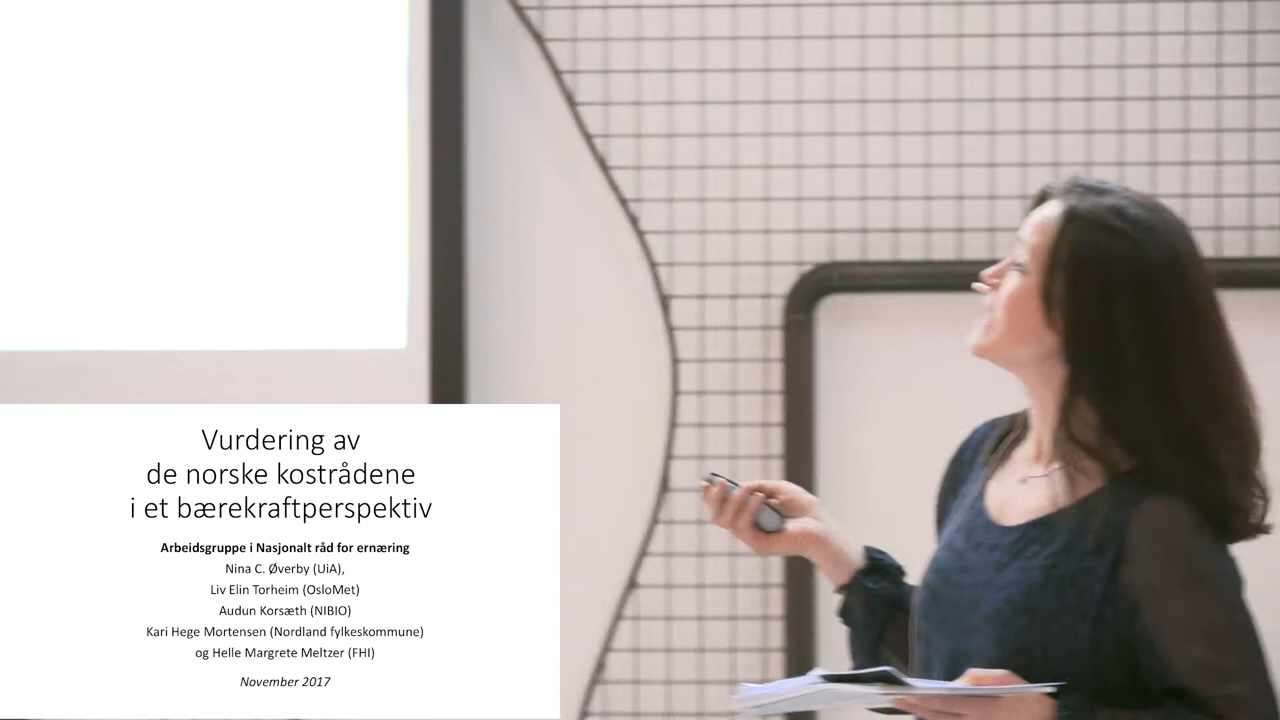 Vurdering av
de norske kostrådene
i et bærekraftperspektiv
Arbeidsgruppe i Nasjonalt råd for ernæring
Nina C. Øverby (UiA),
Liv Elin Torheim (OsloMet)
Audun Korsæth (NIBIO)
Kari Hege Mortensen (Nordland fylkeskommune)
og Helle Margrete Meltzer (FHI)
November 2017